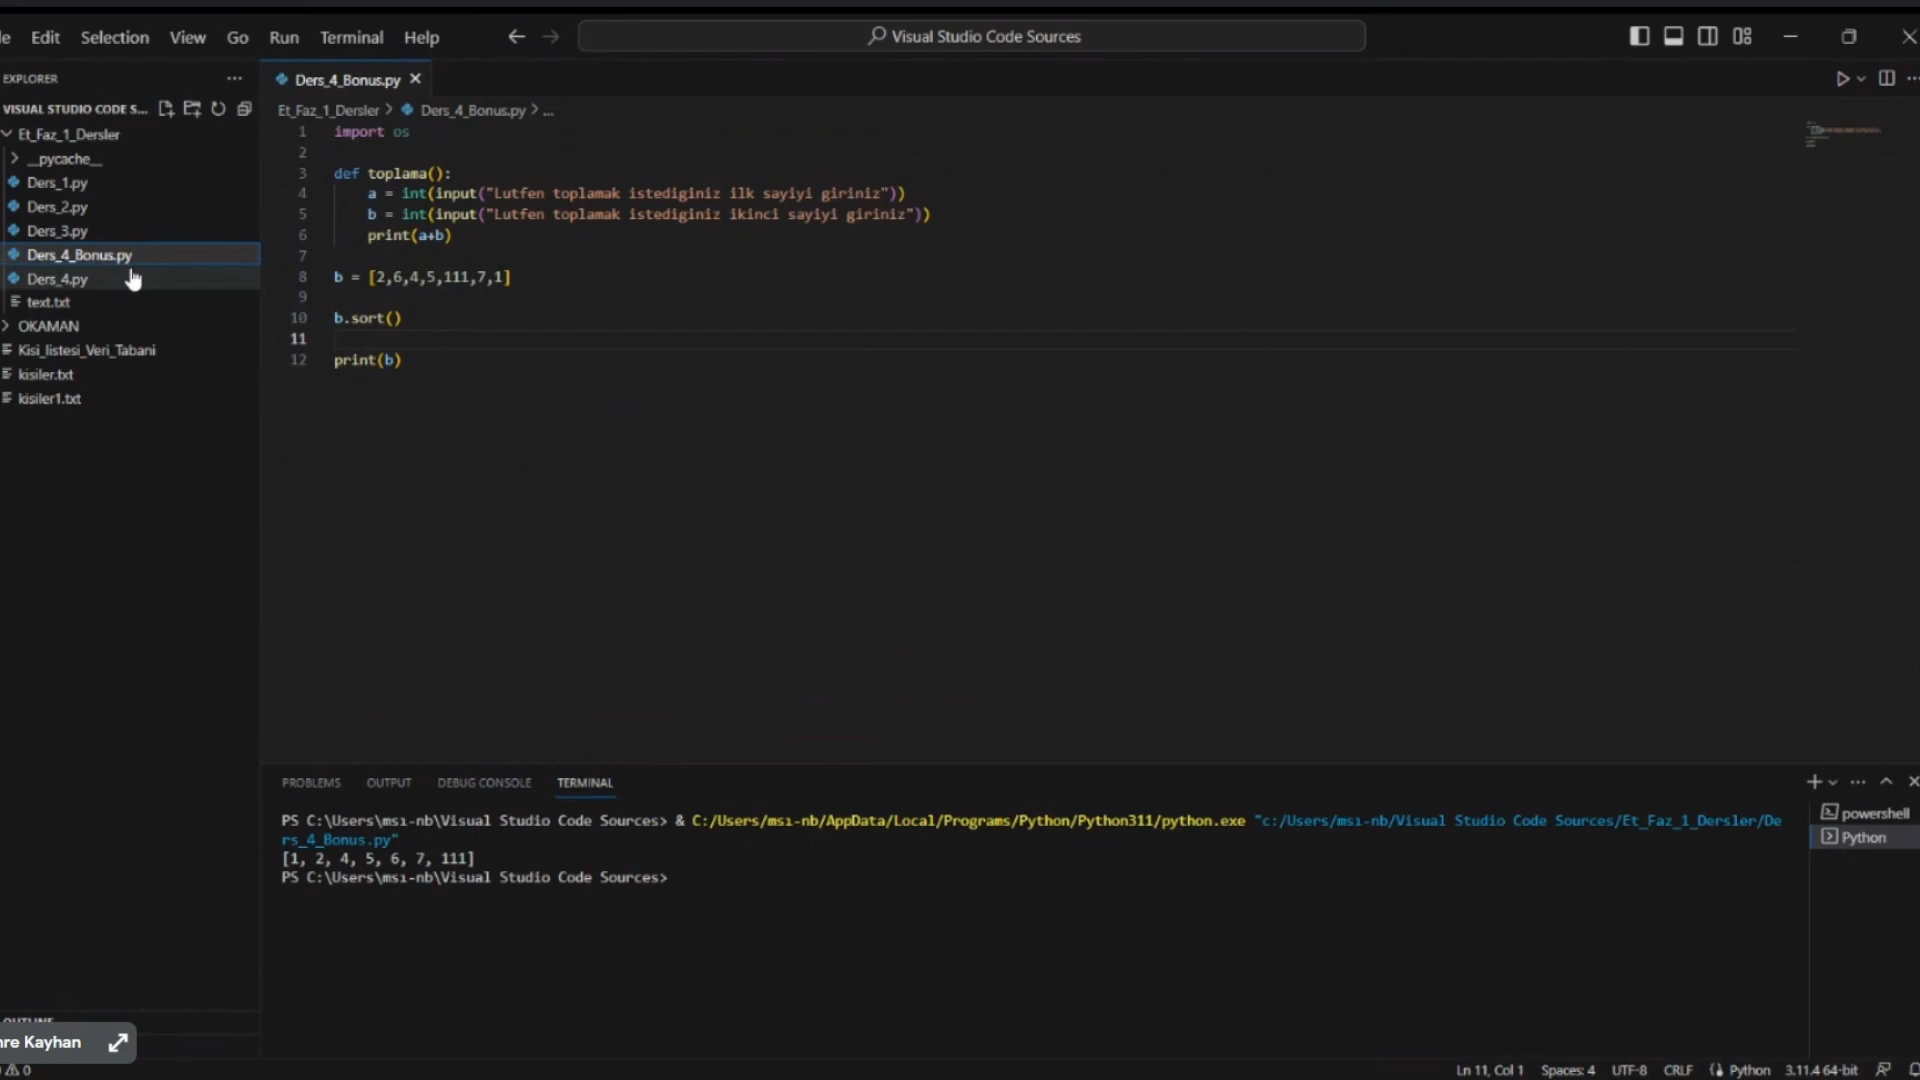 Edit Selection View Go Run Terminal Help
Visual Studio Code Sources
EXPLORER
VISUAL STUDIO CODE S...
Et_Faz_1_Dersler
__pycache__
Ders_1.py
Ders_2.py
Ders_3.py
Ders_4_Bonus.py
Ders_4.py
text.txt
OKAMAN
Kisi_listesi_Veri_Tabani
kisiler.txt
kisiler1.txt
Ders_4_Bonus.py
Et_Faz_1_Dersler > Ders_4_Bonus.py > ...
1 import os
2
3 def toplama():
4 a = int(input("Lutfen toplamak istediginiz ilk sayiyi giriniz"))
5 b = int(input("Lutfen toplamak istediginiz ikinci sayiyi giriniz"))
6 print(a+b)
7
8 b = [2,6,4,5,111,7,1]
9
10 b.sort()
11
12 print(b)
PROBLEMS OUTPUT DEBUG CONSOLE TERMINAL
PS C:\Users\msı-nb\Visual Studio Code Sources> & C:/Users/msı-nb/AppData/Local/Programs/Python/Python311/python.exe "c:/Users/msı-nb/Visual Studio Code Sources/Et_Faz_1_Dersler/De
rs_4_Bonus.py"
[1, 2, 4, 5, 6, 7, 111]
PS C:\Users\msı-nb\Visual Studio Code Sources>
powershell
Python
Kayhan
0
Ln 11, Col 1 Spaces: 4 UTF-8 CRLF Python 3.11.4 64-bit